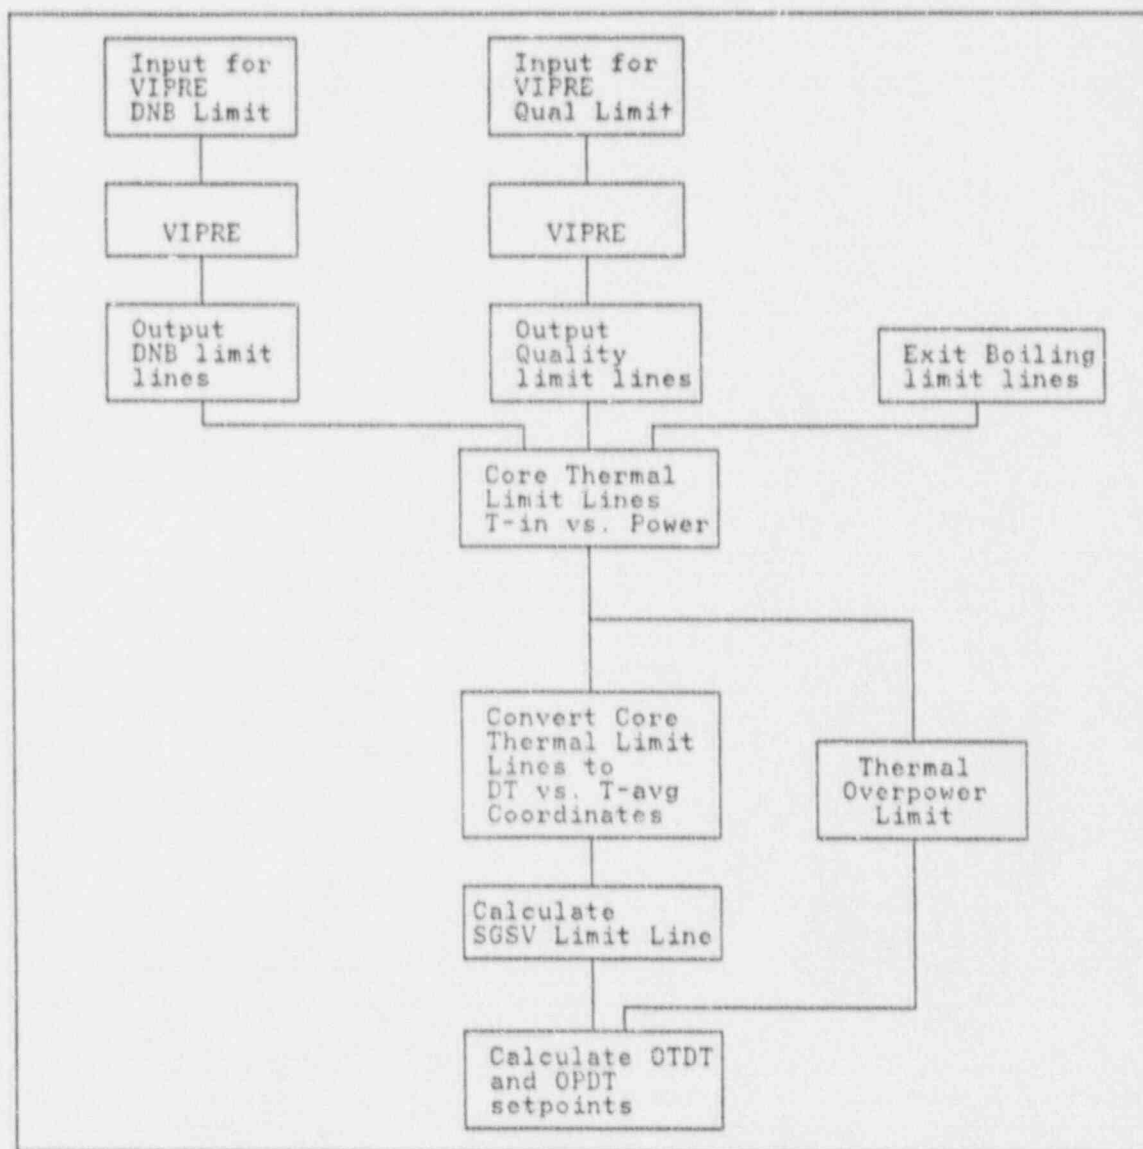 Input for
VIPRE
DNB Limit
Input for
VIPRE
Qual Limit
VIPRE
VIPRE
Output
DNB limit
lines
Output
Quality
limit lines
Exit Boiling
limit lines
Core Thermal
Limit Lines
T-in vs. Power
Convert Core
Thermal Limit
Lines to
DT vs. T-avg
Coordinates
Thermal
Overpower
Limit
Calculate
SGSV Limit Line
Calculate OTDT
and OPDT
setpoints